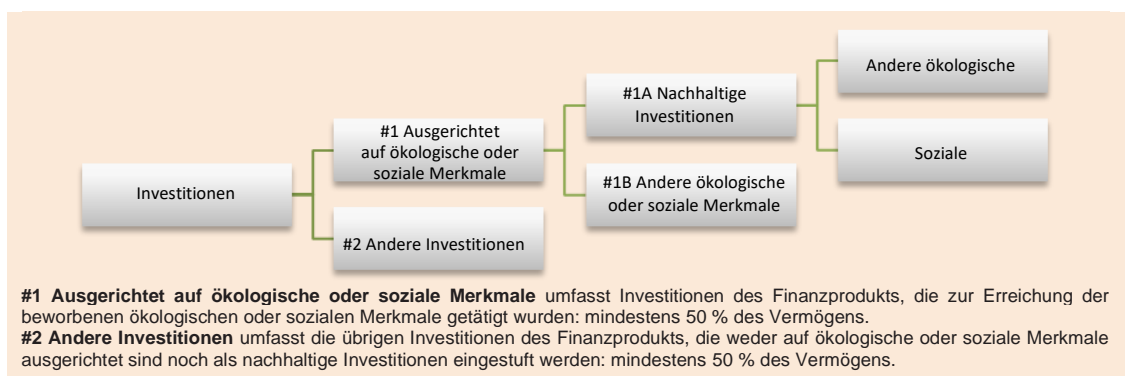 Investitionen
#1 Ausgerichtet
auf ökologische oder
soziale Merkmale
#2 Andere Investitionen
#1A Nachhaltige
Investitionen
#1B Andere ökologische
oder soziale Merkmale
Andere ökologische
Soziale
#1 Ausgerichtet auf ökologische oder soziale Merkmale umfasst Investitionen des Finanzprodukts, die zur Erreichung der
beworbenen ökologischen oder sozialen Merkmale getätigt wurden: mindestens 50 % des Vermögens.
#2 Andere Investitionen umfasst die übrigen Investitionen des Finanzprodukts, die weder auf ökologische oder soziale Merkmale
ausgerichtet sind noch als nachhaltige Investitionen eingestuft werden: mindestens 50 % des Vermögens.